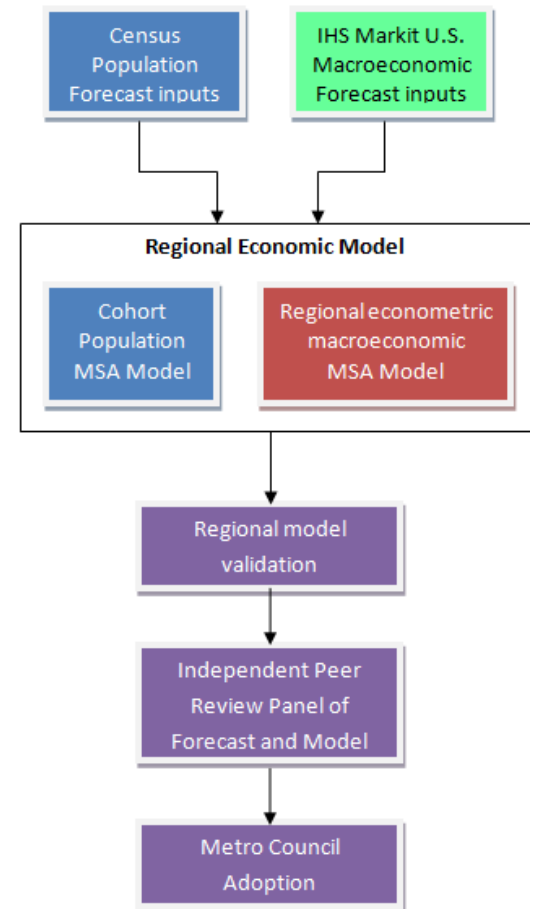 Census
Population
Forecast inputs
IHS Markit U.S.
Macroeconomic
Forecast inputs
Regional Economic Model
Cohort
Population
MSA Model
Regional econometric
macroeconomic
MSA Model
Regional model
validation
Independent Peer
Review Panel of
Forecast and Model
Metro Council
Adoption